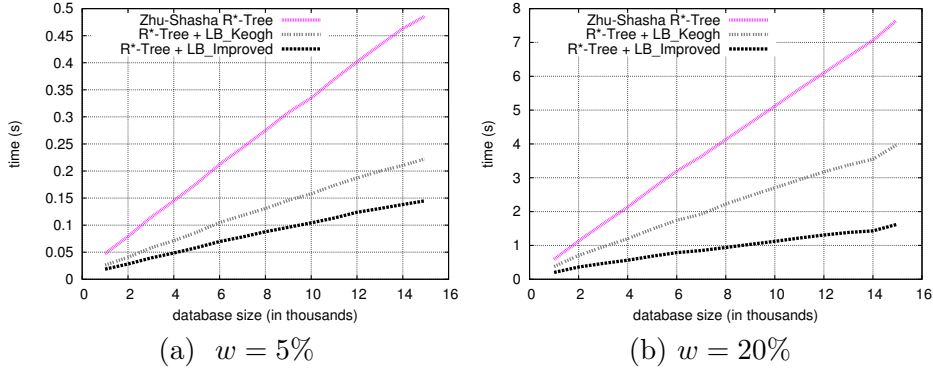 Zhu-Shasha R*-Tree
R*-Tree + LB_Keogh
R*-Tree + LB_Improved
0.5
0.45
0.4
0.35
0.3
0.25
0.2
0.15
0.1
0.05
0
time (s)
0 2 4 6 8 10 12 14 16
database size (in thousands)
(a) w = 5%
Zhu-Shasha R*-Tree
R*-Tree + LB_Keogh
R*-Tree + LB_Improved
8
7
6
5
4
3
2
1
0
time (s)
0 2 4 6 8 10 12 14 16
database size (in thousands)
(b) w = 20%